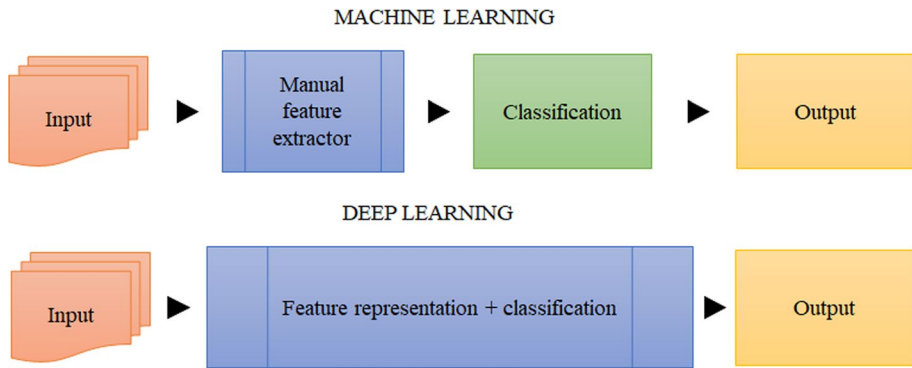 MACHINE LEARNING
Input
Manual
feature
extractor
Classification
Output
DEEP LEARNING
Input
Feature representation + classification
Output